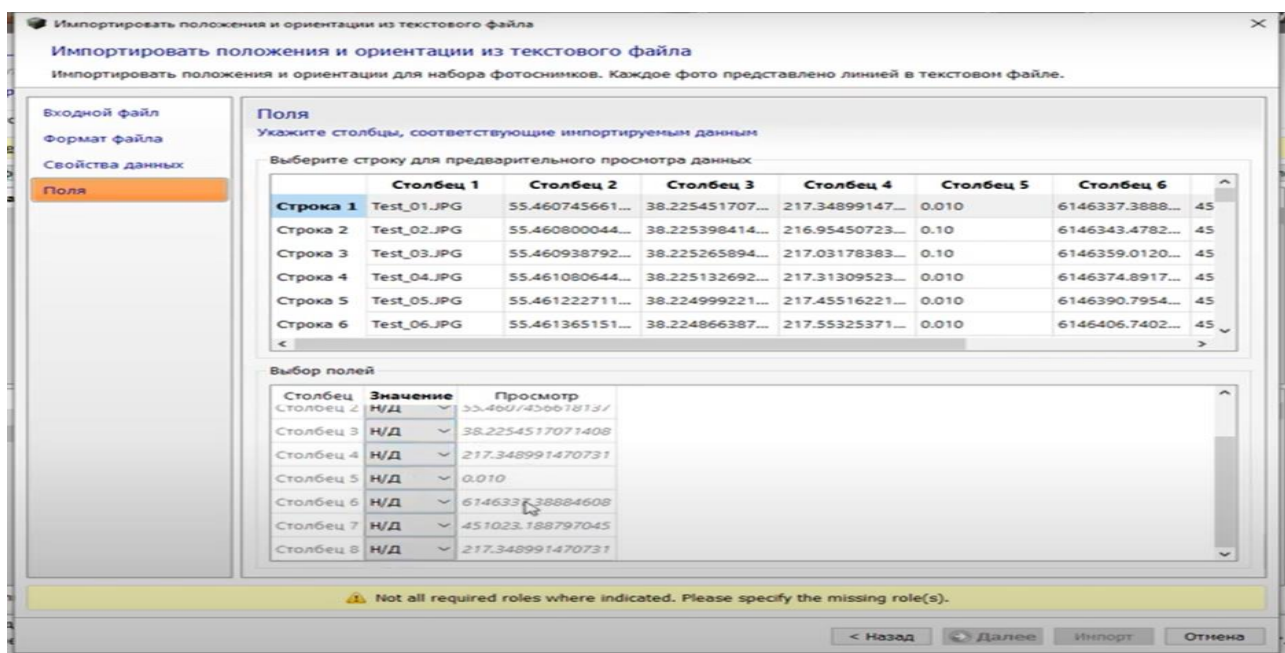 Импортировать положения и ориентации из текстового файла
Импортировать положения и ориентации из текстового файла
Импортировать положения и ориентации для набора фотоснимков. Каждое фото представлено линией в текстовом файле.
Входной файл
Формат файла
Свойства данных
Поля
Поля
Укажите столбцы, соответствующие импортируемым данным
Выберите строку для предварительного просмотра данных
Столбец 1 Столбец 2 Столбец 3 Столбец 4 Столбец 5 Столбец 6
Строка 1 Test_01.JPG 55.460745661... 38.225451707... 217.34899147... 0.010 6146337.3888... 45
Строка 2 Test_02.JPG 55.460800044... 38.225398414... 216.95450723... 0.10 6146343.4782... 45
Строка 3 Test_03.JPG 55.460938792... 38.225265894... 217.03178383... 0.10 6146359.0120... 45
Строка 4 Test_04.JPG 55.461080644... 38.225132692... 217.31309523... 0.010 6146374.8917... 45
Строка 5 Test_05.JPG 55.461222711... 38.224999221... 217.45516221... 0.010 6146390.7954... 45
Строка 6 Test_06.JPG 55.461365151... 38.224866387... 217.55325371... 0.010 6146406.7402... 45
Выбор полей
Столбец Значение Просмотр
Столбец 2 Н/Д 55.4607456618137
Столбец 3 Н/Д 38.2254517071408
Столбец 4 Н/Д 217.348991470731
Столбец 5 Н/Д 0.010
Столбец 6 Н/Д 6146337.38884608
Столбец 7 Н/Д 451023.188797045
Столбец 8 Н/Д 217.348991470731
Not all required roles where indicated. Please specify the missing role(s).
< Назад Далее Импорт Отмена